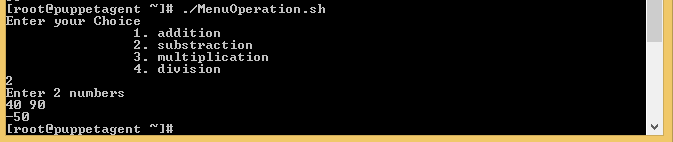 [root@puppetagent ~]# ./MenuOperation.sh
Enter your Choice
1. addition
2. substraction
3. multiplication
4. division
2
Enter 2 numbers
40 90
-50
[root@puppetagent ~]#